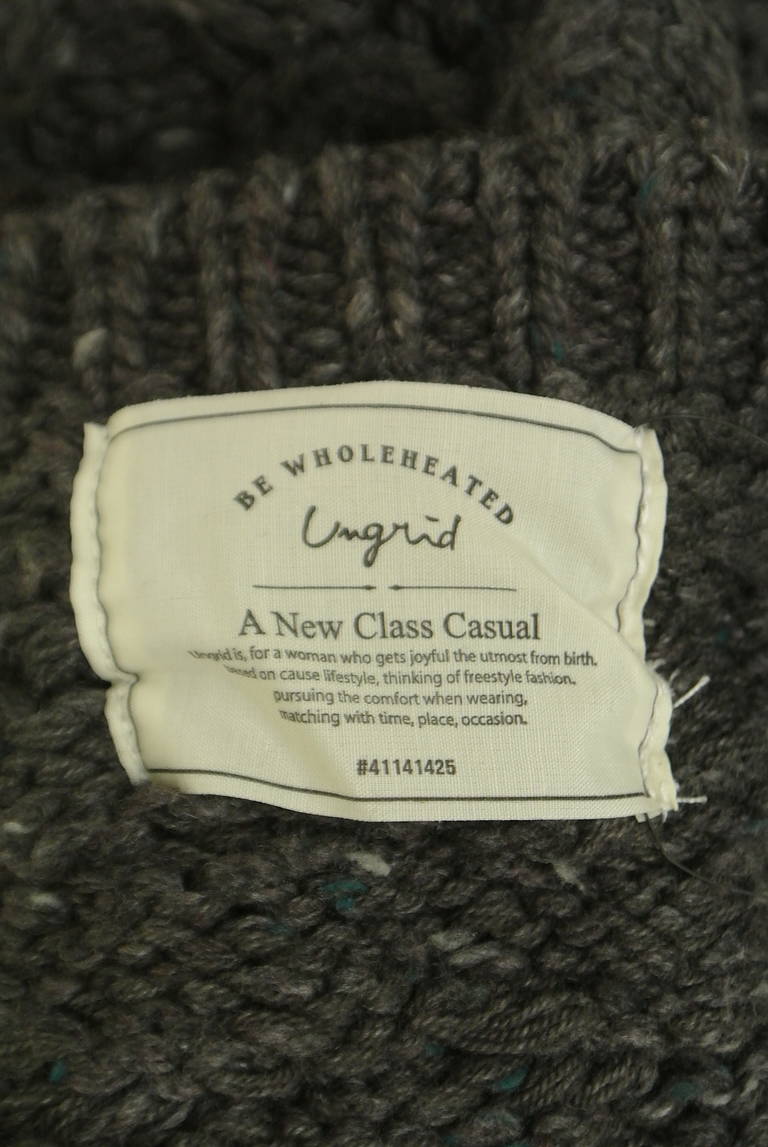 BE WHOLEHEATED
Ungrid
A New Class Casual
Ungrid is, for a woman who gets joyful the utmost from birth.
based on cause lifestyle, thinking of freestyle fashion.
pursuing the comfort when wearing,
matching with time, place, occasion.
#41141425